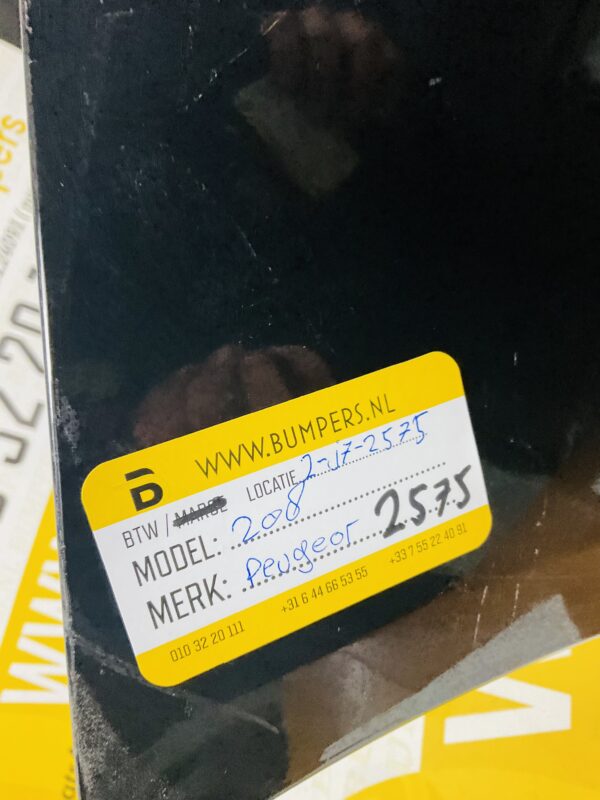 WWW.BUMPERS.NL
BTW / MARGE LOCATIE 2-J7-2575
MODEL: 208
MERK: Peugeot 2575
010 32 20 111 +31 6 44 66 53 55 +33 7 55 22 40 91